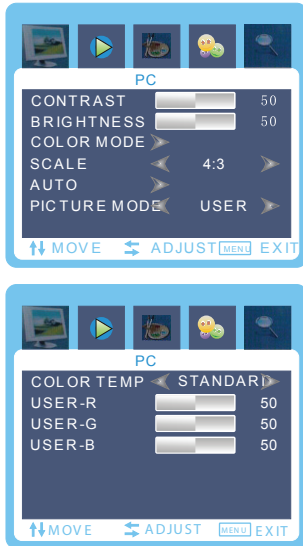 PC
CONTRAST 50
BRIGHTNESS 50
COLOR MODE
SCALE 4:3
AUTO
PICTURE MODE USER
MOVE ADJUST MENU EXIT
PC
COLOR TEMP STANDARD
USER-R 50
USER-G 50
USER-B 50
MOVE ADJUST MENU EXIT